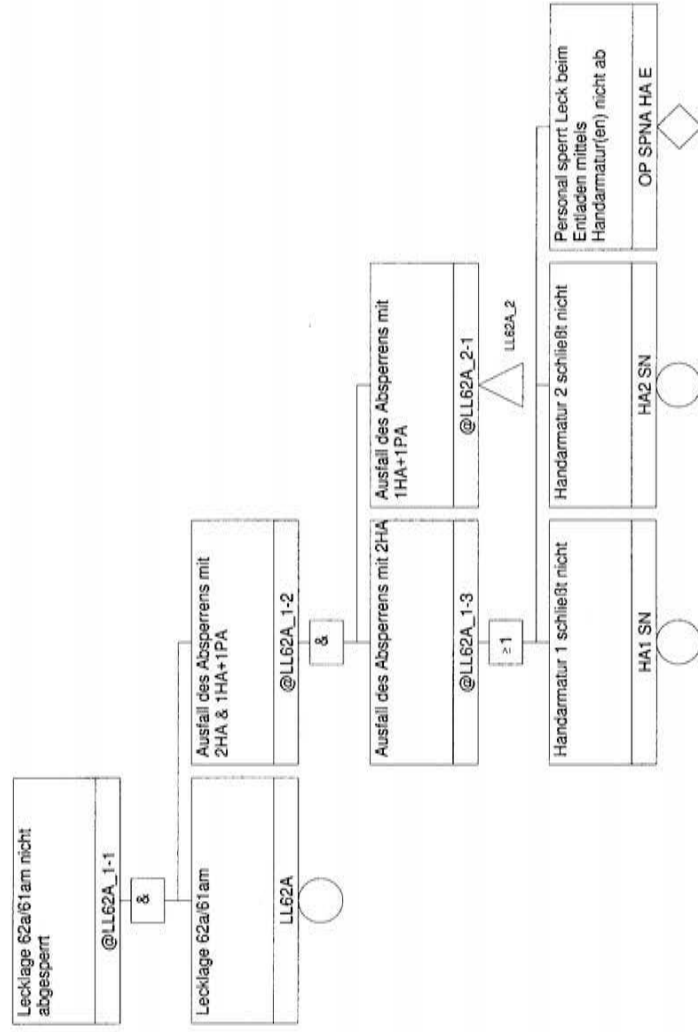 Lecklage 62a/61am nicht
abgesperrt
@LL62A_1-1
&
Lecklage 62a/61am
LL62A
Ausfall des Absperrens mit
2HA & 1HA+1PA
@LL62A_1-2
&
Ausfall des Absperrens mit 2HA
@LL62A_1-3
≥1
Ausfall des Absperrens mit
1HA+1PA
@LL62A_2-1
LL62A_2
Handarmatur 1 schließt nicht
HA1 SN
Handarmatur 2 schließt nicht
HA2 SN
Personal sperrt Leck beim
Entladen mittels
Handarmatur(en) nicht ab
OP SPNA HA E